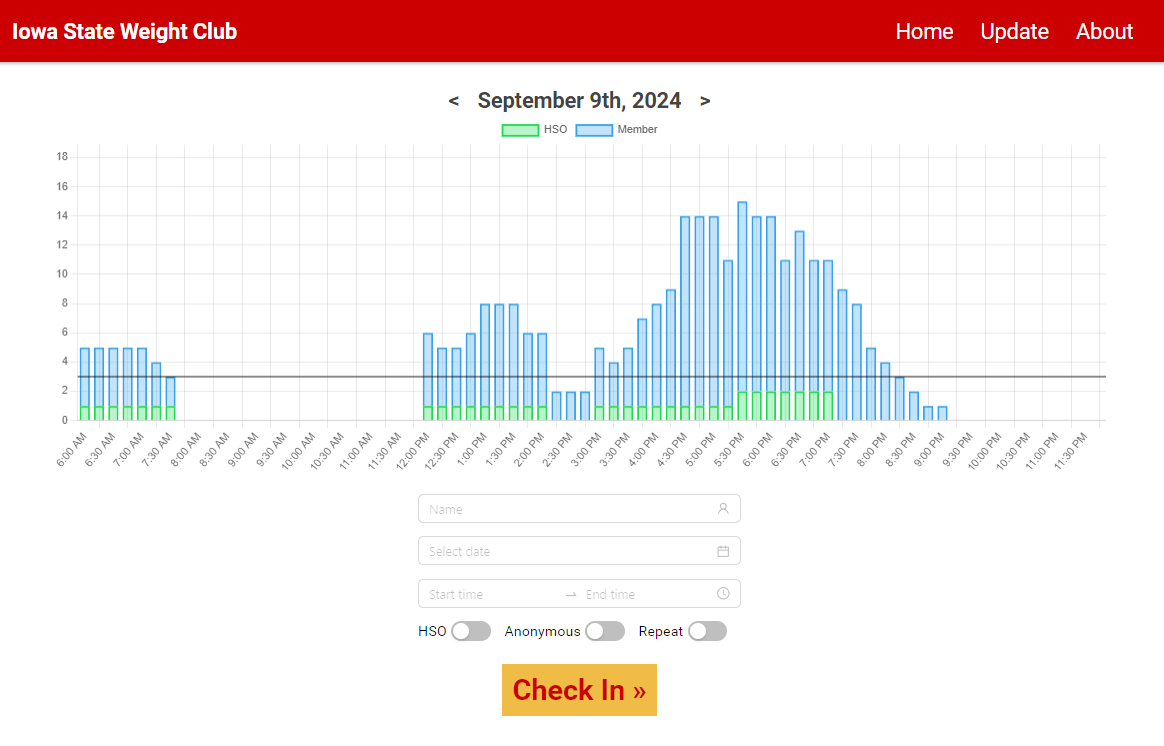 Iowa State Weight Club Home Update About
< September 9th, 2024 >
HSO Member
18
16
14
12
10
8
6
4
2
0
6:00 AM 6:30 AM 7:00 AM 7:30 AM 8:00 AM 8:30 AM 9:00 AM 9:30 AM 10:00 AM 10:30 AM 11:00 AM 11:30 AM 12:00 PM 12:30 PM 1:00 PM 1:30 PM 2:00 PM 2:30 PM 3:00 PM 3:30 PM 4:00 PM 4:30 PM 5:00 PM 5:30 PM 6:00 PM 6:30 PM 7:00 PM 7:30 PM 8:00 PM 8:30 PM 9:00 PM 9:30 PM 10:00 PM 10:30 PM 11:00 PM 11:30 PM
Name
Select date
Start time → End time
HSO Anonymous Repeat
Check In »